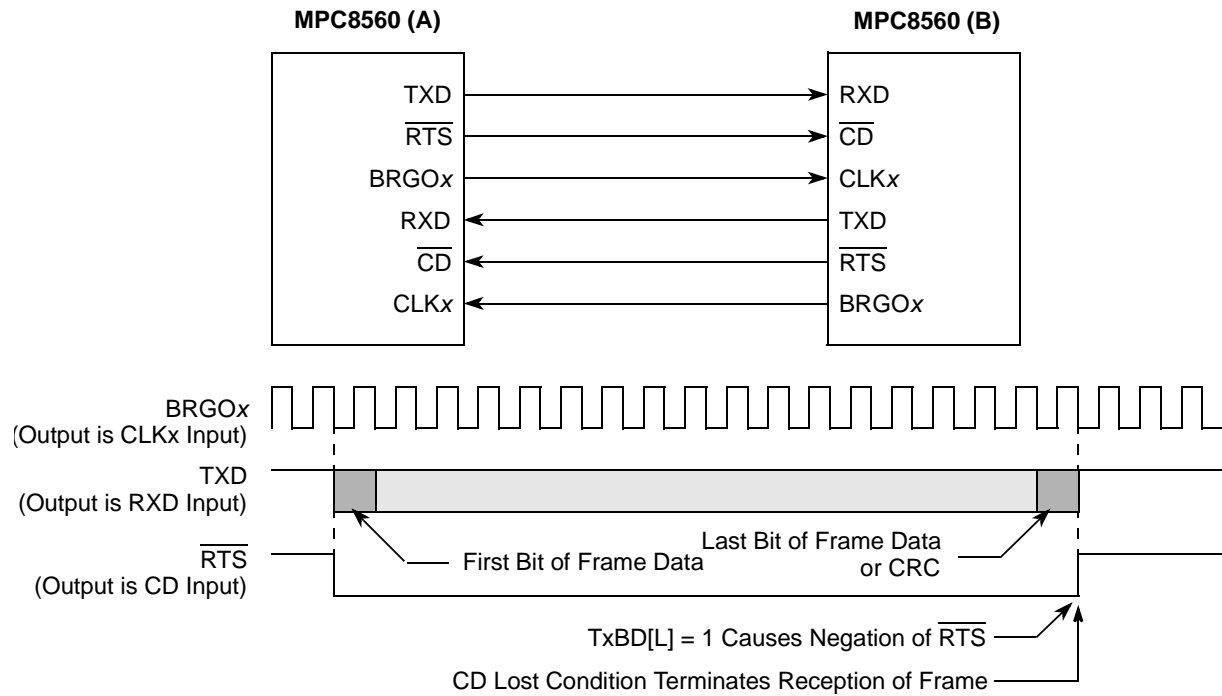 MPC8560 (A)
MPC8560 (B)
TXD
RXD
RTS
CD
BRGOx
CLKx
RXD
TXD
CD
RTS
CLKx
BRGOx
BRGOx
(Output is CLKx Input)
TXD
(Output is RXD Input)
RTS
(Output is CD Input)
First Bit of Frame Data
Last Bit of Frame Data
or CRC
TxBD[L] = 1 Causes Negation of RTS
CD Lost Condition Terminates Reception of Frame